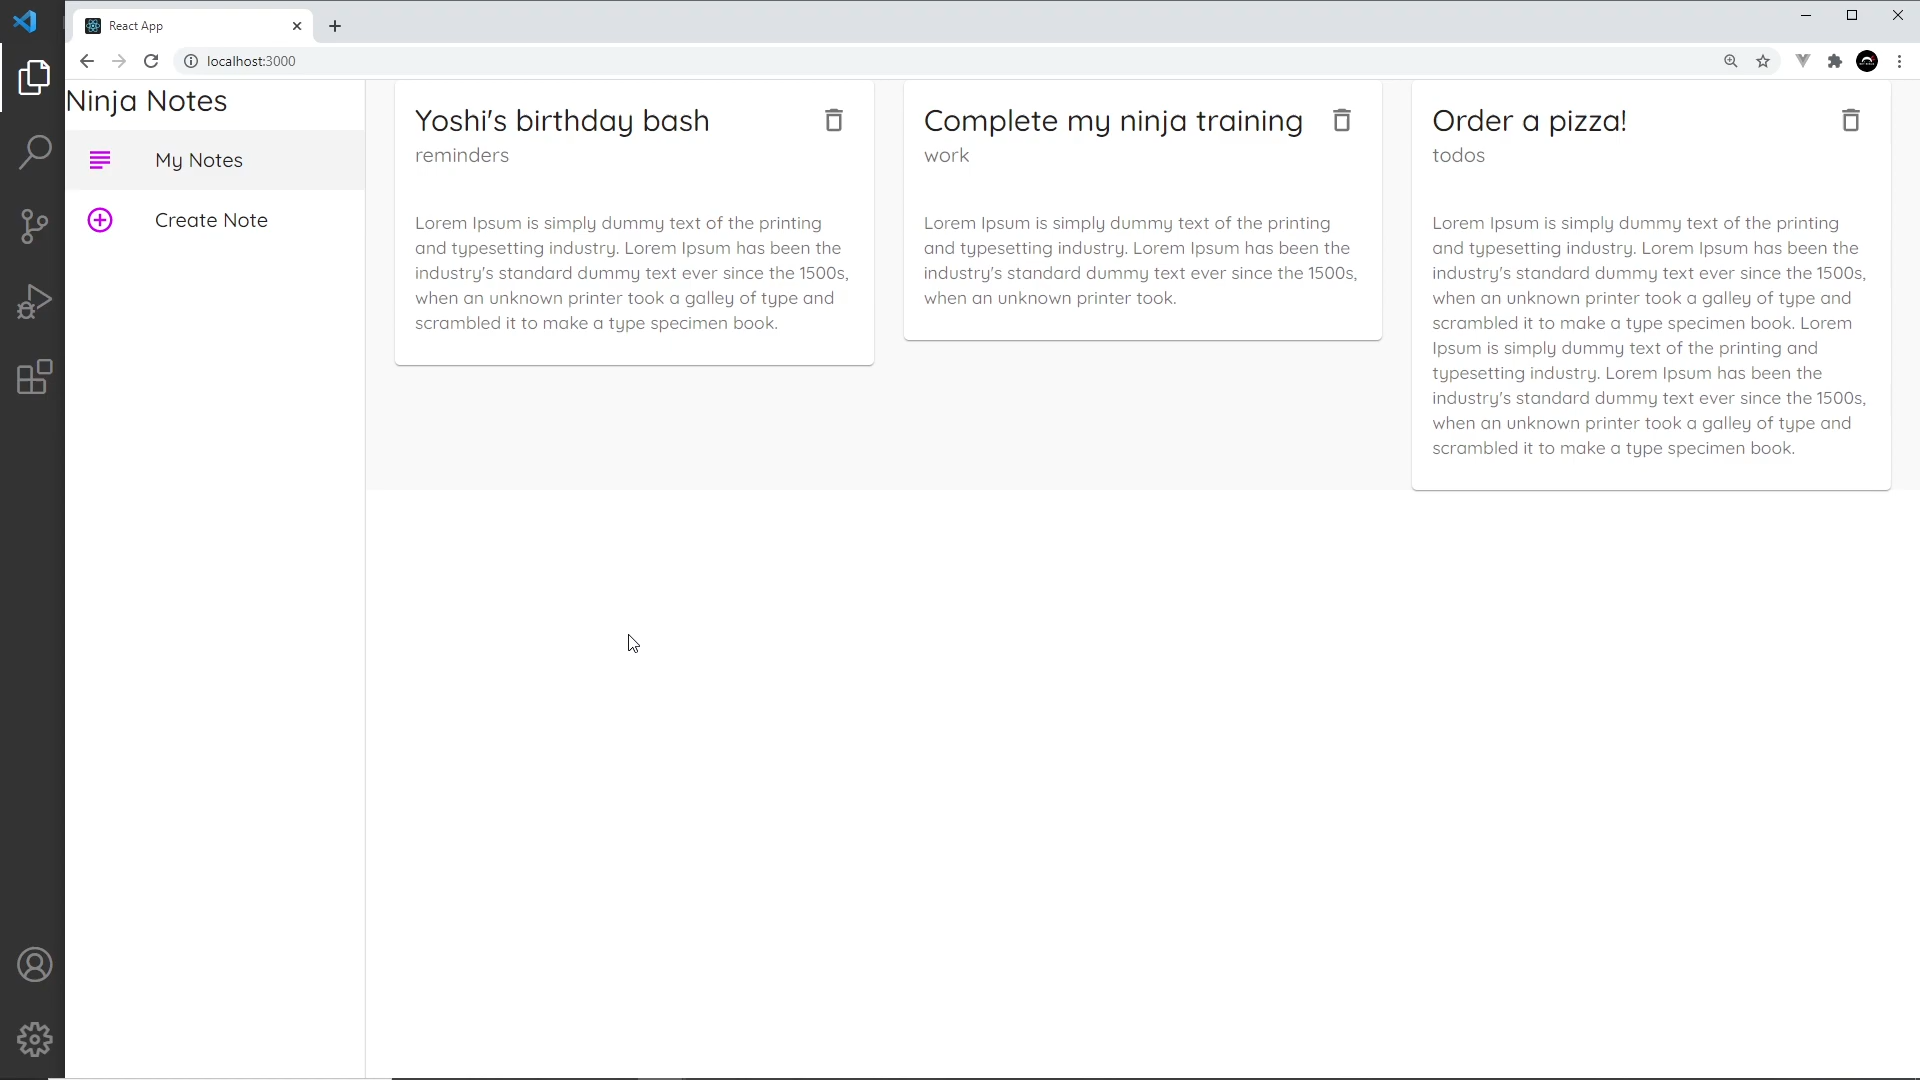 React App
localhost:3000
Ninja Notes
My Notes
Create Note
Yoshi's birthday bash
reminders
Lorem Ipsum is simply dummy text of the printing
and typesetting industry. Lorem Ipsum has been the
industry's standard dummy text ever since the 1500s,
when an unknown printer took a galley of type and
scrambled it to make a type specimen book.
Complete my ninja training
work
Lorem Ipsum is simply dummy text of the printing
and typesetting industry. Lorem Ipsum has been the
industry's standard dummy text ever since the 1500s,
when an unknown printer took.
Order a pizza!
todos
Lorem Ipsum is simply dummy text of the printing
and typesetting industry. Lorem Ipsum has been the
industry's standard dummy text ever since the 1500s,
when an unknown printer took a galley of type and
scrambled it to make a type specimen book. Lorem
Ipsum is simply dummy text of the printing and
typesetting industry. Lorem Ipsum has been the
industry's standard dummy text ever since the 1500s,
when an unknown printer took a galley of type and
scrambled it to make a type specimen book.